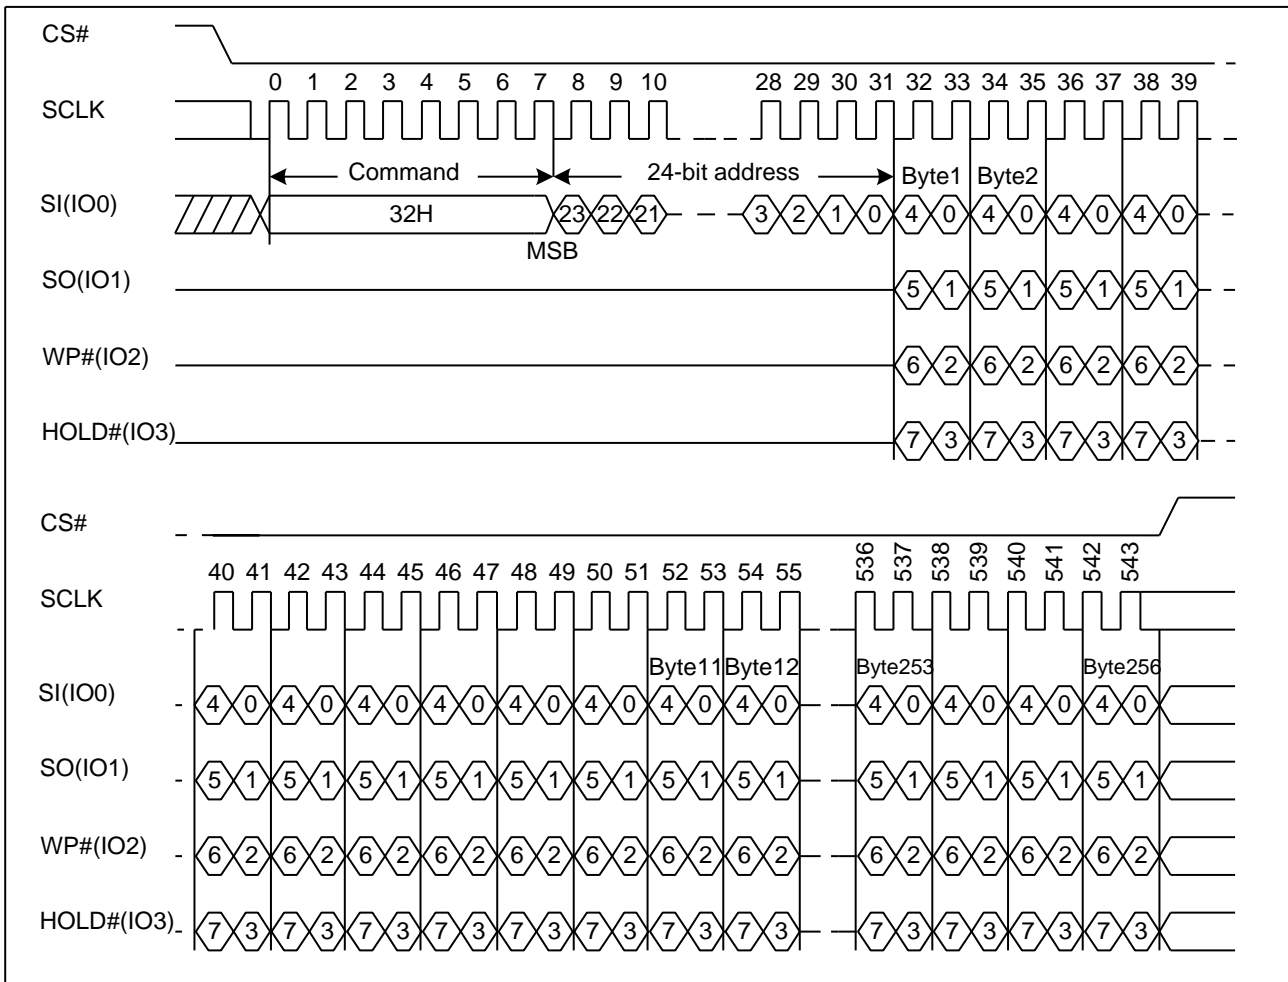 CS#
0 1 2 3 4 5 6 7 8 9 10 28 29 30 31 32 33 34 35 36 37 38 39
SCLK
Command 24-bit address Byte1 Byte2
SI(IO0) 32H 23 22 21 3 2 1 0 4 0 4 0 4 0 4 0
MSB
SO(IO1) 5 1 5 1 5 1 5 1
WP#(IO2) 6 2 6 2 6 2 6 2
HOLD#(IO3) 7 3 7 3 7 3 7 3
CS#
40 41 42 43 44 45 46 47 48 49 50 51 52 53 54 55 536 537 538 539 540 541 542 543
SCLK
Byte11 Byte12 Byte253 Byte256
SI(IO0) 4 0 4 0 4 0 4 0 4 0 4 0 4 0 4 0 4 0 4 0 4 0 4 0
SO(IO1) 5 1 5 1 5 1 5 1 5 1 5 1 5 1 5 1 5 1 5 1 5 1 5 1
WP#(IO2) 6 2 6 2 6 2 6 2 6 2 6 2 6 2 6 2 6 2 6 2 6 2 6 2
HOLD#(IO3) 7 3 7 3 7 3 7 3 7 3 7 3 7 3 7 3 7 3 7 3 7 3 7 3